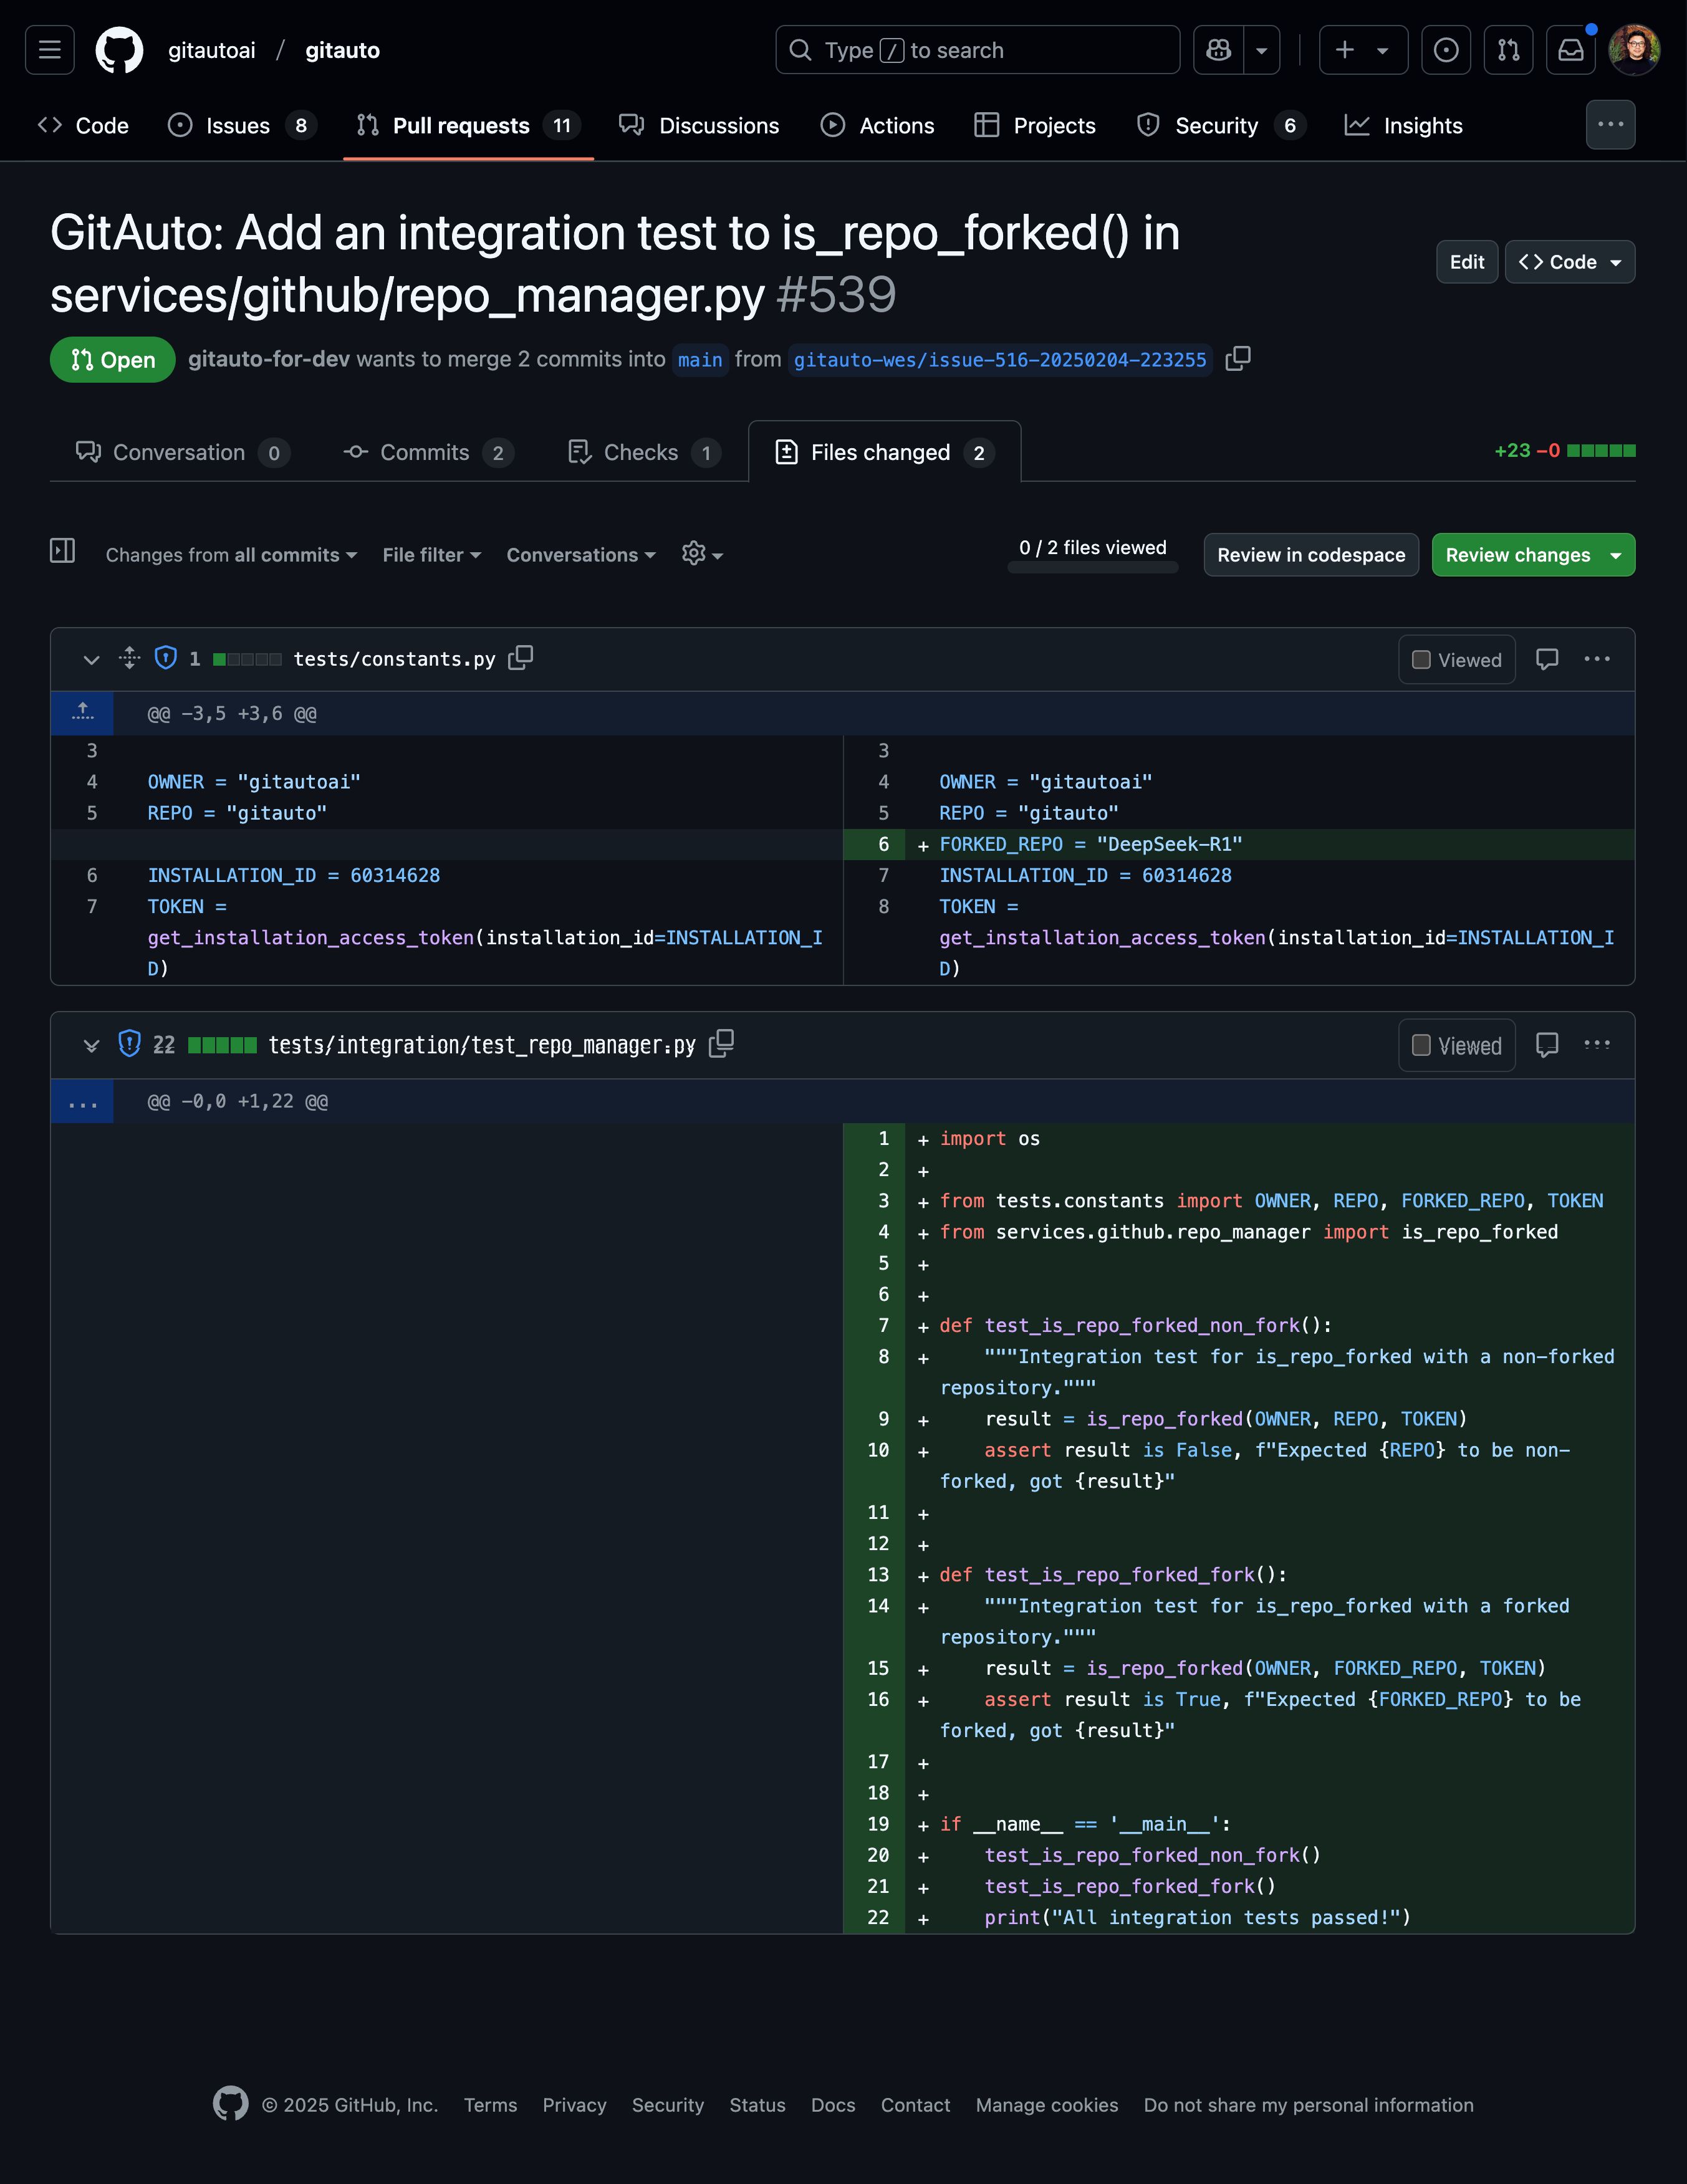 gitautoai / gitauto
Type / to search
Code
Issues 8
Pull requests 11
Discussions
Actions
Projects
Security 6
Insights
GitAuto: Add an integration test to is_repo_forked() in
services/github/repo_manager.py #539
Edit
<> Code
Open
gitauto-for-dev wants to merge 2 commits into main from gitauto-wes/issue-516-20250204-223255
Conversation 0
Commits 2
Checks 1
Files changed 2
+23 −0
Changes from all commits
File filter
Conversations
0 / 2 files viewed
Review in codespace
Review changes
1 tests/constants.py
Viewed
@@ -3,5 +3,6 @@
3
4 OWNER = "gitautoai"
5 REPO = "gitauto"
6 INSTALLATION_ID = 60314628
7 TOKEN =
get_installation_access_token(installation_id=INSTALLATION_I
D)
3
4 OWNER = "gitautoai"
5 REPO = "gitauto"
6 + FORKED_REPO = "DeepSeek-R1"
7 INSTALLATION_ID = 60314628
8 TOKEN =
get_installation_access_token(installation_id=INSTALLATION_I
D)
22 tests/integration/test_repo_manager.py
Viewed
@@ -0,0 +1,22 @@
1 + import os
2 +
3 + from tests.constants import OWNER, REPO, FORKED_REPO, TOKEN
4 + from services.github.repo_manager import is_repo_forked
5 +
6 +
7 + def test_is_repo_forked_non_fork():
8 + """Integration test for is_repo_forked with a non-forked
repository."""
9 + result = is_repo_forked(OWNER, REPO, TOKEN)
10 + assert result is False, f"Expected {REPO} to be non-
forked, got {result}"
11 +
12 +
13 + def test_is_repo_forked_fork():
14 + """Integration test for is_repo_forked with a forked
repository."""
15 + result = is_repo_forked(OWNER, FORKED_REPO, TOKEN)
16 + assert result is True, f"Expected {FORKED_REPO} to be
forked, got {result}"
17 +
18 +
19 + if __name__ == '__main__':
20 + test_is_repo_forked_non_fork()
21 + test_is_repo_forked_fork()
22 + print("All integration tests passed!")
© 2025 GitHub, Inc.
Terms
Privacy
Security
Status
Docs
Contact
Manage cookies
Do not share my personal information